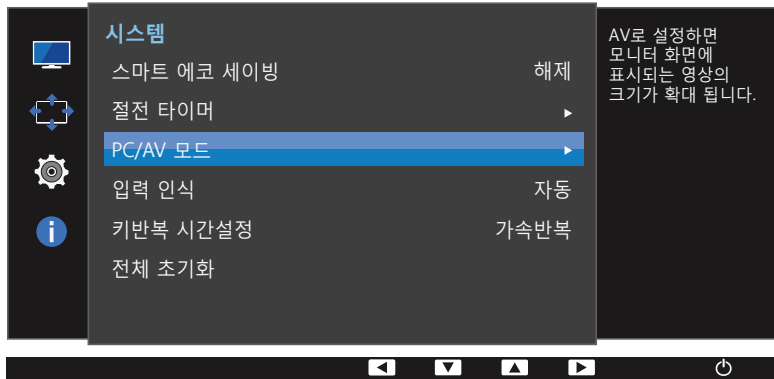 시스템
스마트 에코 세이빙 해제
절전 타이머
PC/AV 모드
입력 인식 자동
키반복 시간설정 가속반복
전체 초기화
AV로 설정하면
모니터 화면에
표시되는 영상의
크기가 확대 됩니다.